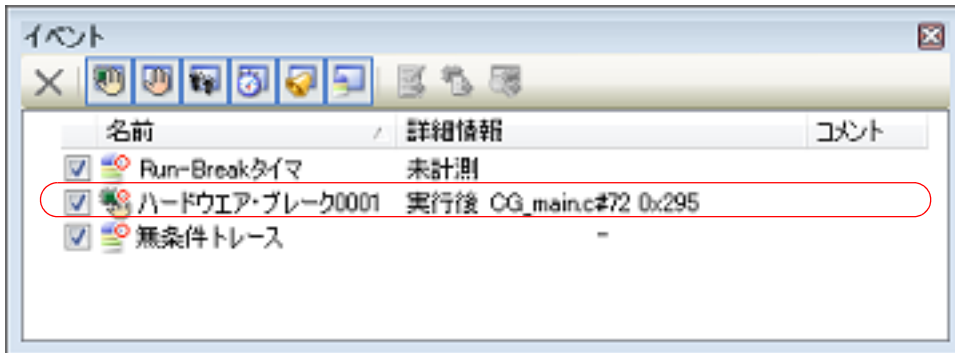 イベント
名前 詳細情報 コメント
Run-Breakタイマ 未計測
ハードウエア・ブレーク0001 実行後 CG_main.c#72 0x295
無条件トレース -